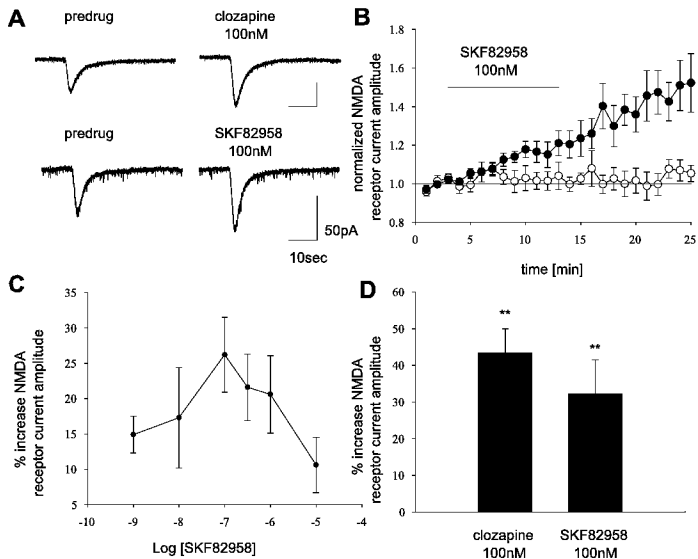 A
predrug
clozapine
100nM
predrug
SKF82958
100nM
50pA
10sec
B
normalized NMDA
receptor current amplitude
1.8
1.6
1.4
1.2
1.0
0.8
SKF82958
100nM
0
5
10
15
20
25
time [min]
C
% increase NMDA
receptor current amplitude
35
30
25
20
15
10
5
-10
-9
-8
-7
-6
-5
-4
Log [SKF82958]
D
% increase NMDA
receptor current amplitude
60
50
40
30
20
10
0
**
**
clozapine
100nM
SKF82958
100nM